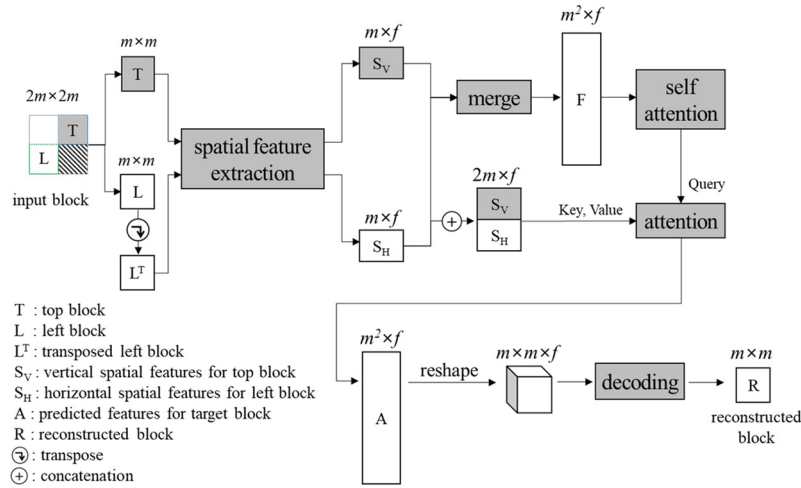 m×m
T
2m×2m
T
L
input block
m×m
L
Lᵀ
spatial feature
extraction
m×f
S_V
m×f
S_H
merge
m²×f
F
self
attention
2m×f
S_V
S_H
Key, Value
Query
attention
T : top block
L : left block
Lᵀ : transposed left block
S_V : vertical spatial features for top block
S_H : horizontal spatial features for left block
A : predicted features for target block
R : reconstructed block
: transpose
+ : concatenation
m²×f
A
reshape
m×m×f
decoding
m×m
R
reconstructed
block